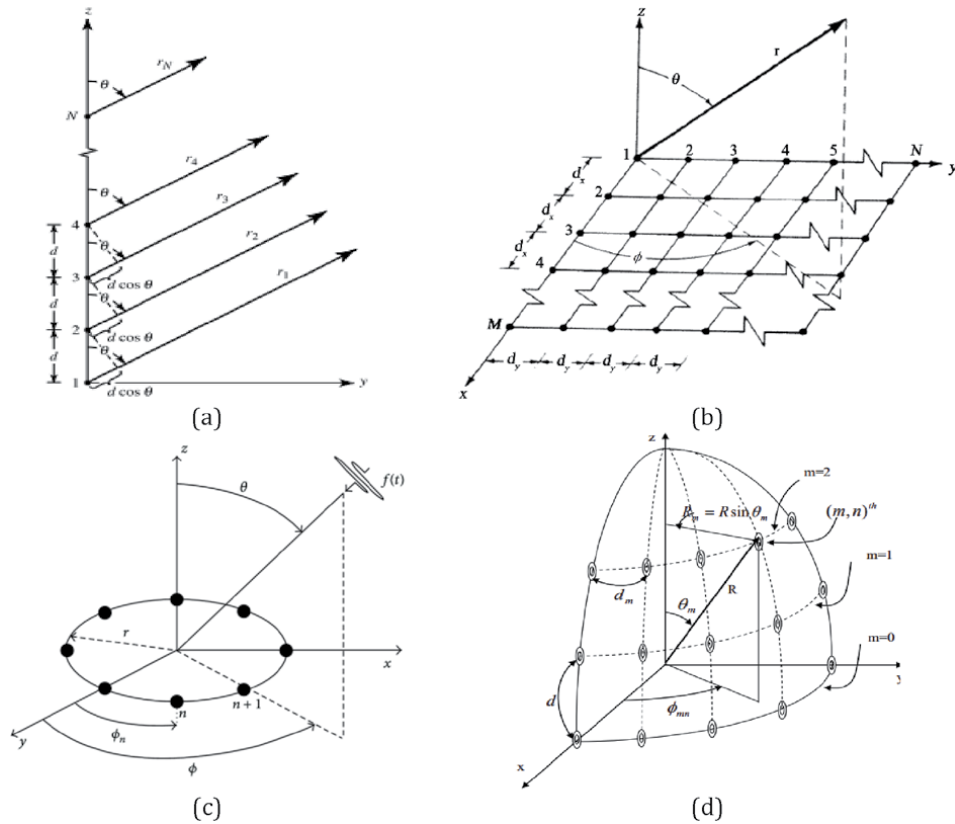 z
r_N
θ
N
r_4
θ
r_3
4
θ
r_2
d
r_1
3
θ
d cos θ
d
2
θ
d cos θ
d
1
d cos θ
y
(a)
z
r
θ
1 2 3 4 5 N
y
d_x
2
d_x
3
d_x
ϕ
4
M
d_y d_y d_y d_y
x
(b)
z
f(t)
θ
r
x
n n + 1
ϕ_n
y
ϕ
(c)
z
m=2
R_m = R sin θ_m
(m, n)^th
m=1
d_m
R
θ_m
m=0
y
d
ϕ_mn
x
(d)